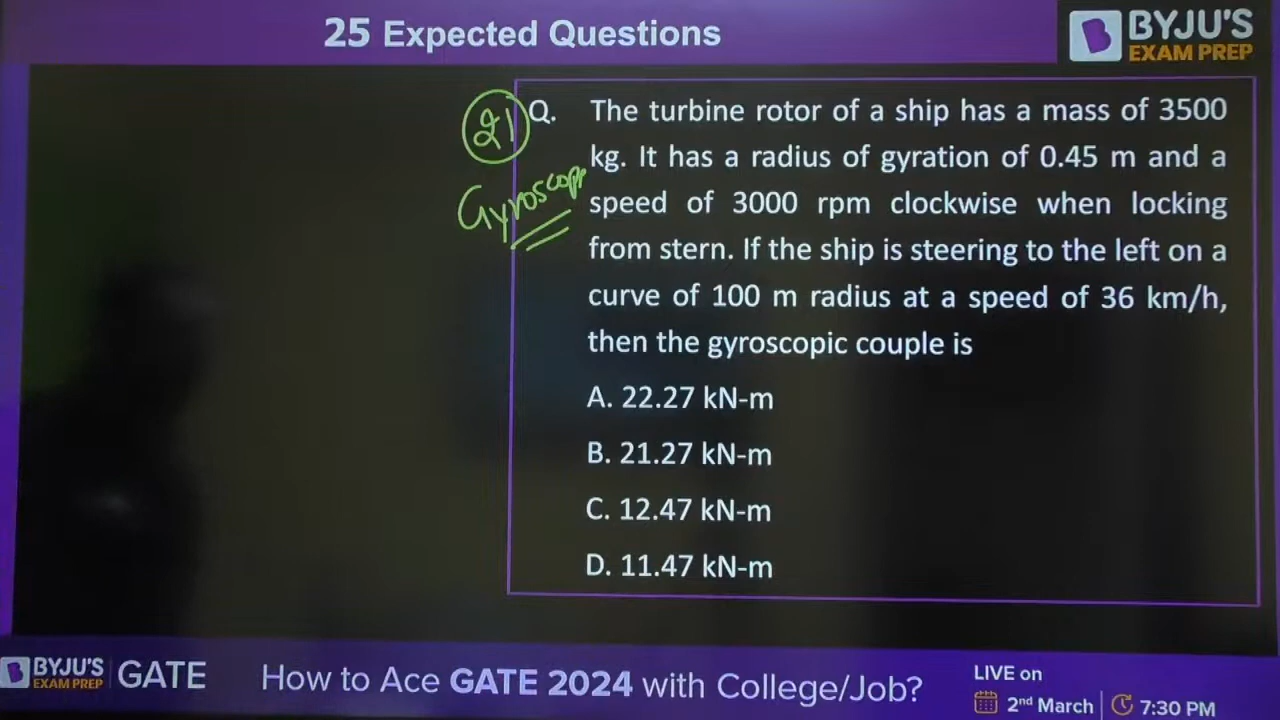 25 Expected Questions
BYJU'S
EXAM PREP
21
Gyroscope
Q. The turbine rotor of a ship has a mass of 3500
kg. It has a radius of gyration of 0.45 m and a
speed of 3000 rpm clockwise when locking
from stern. If the ship is steering to the left on a
curve of 100 m radius at a speed of 36 km/h,
then the gyroscopic couple is
A. 22.27 kN-m
B. 21.27 kN-m
C. 12.47 kN-m
D. 11.47 kN-m
BYJU'S
EXAM PREP
GATE
How to Ace GATE 2024 with College/Job?
LIVE on
2nd March
7:30 PM